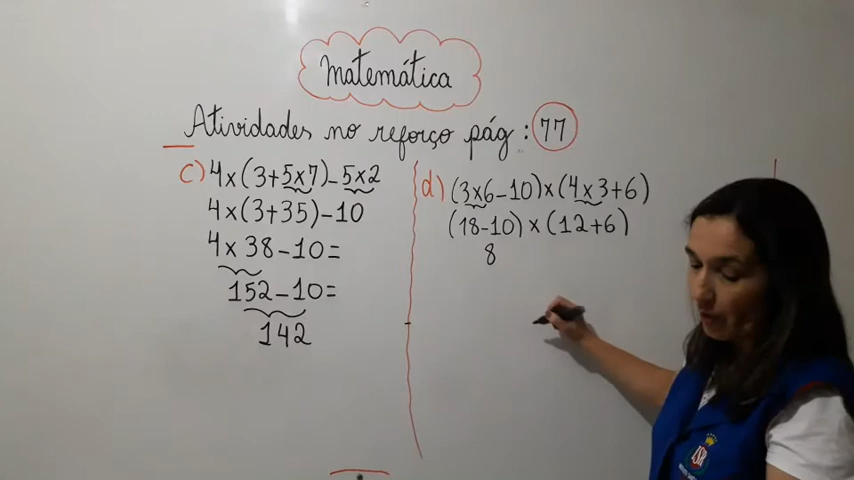 Matemática
Atividades no reforço pág: 77
c) 4x(3+5x7)-5x2
4x(3+35)-10
4x38-10=
152-10=
142
d) (3x6-10)x(4x3+6)
(18-10)x(12+6)
8